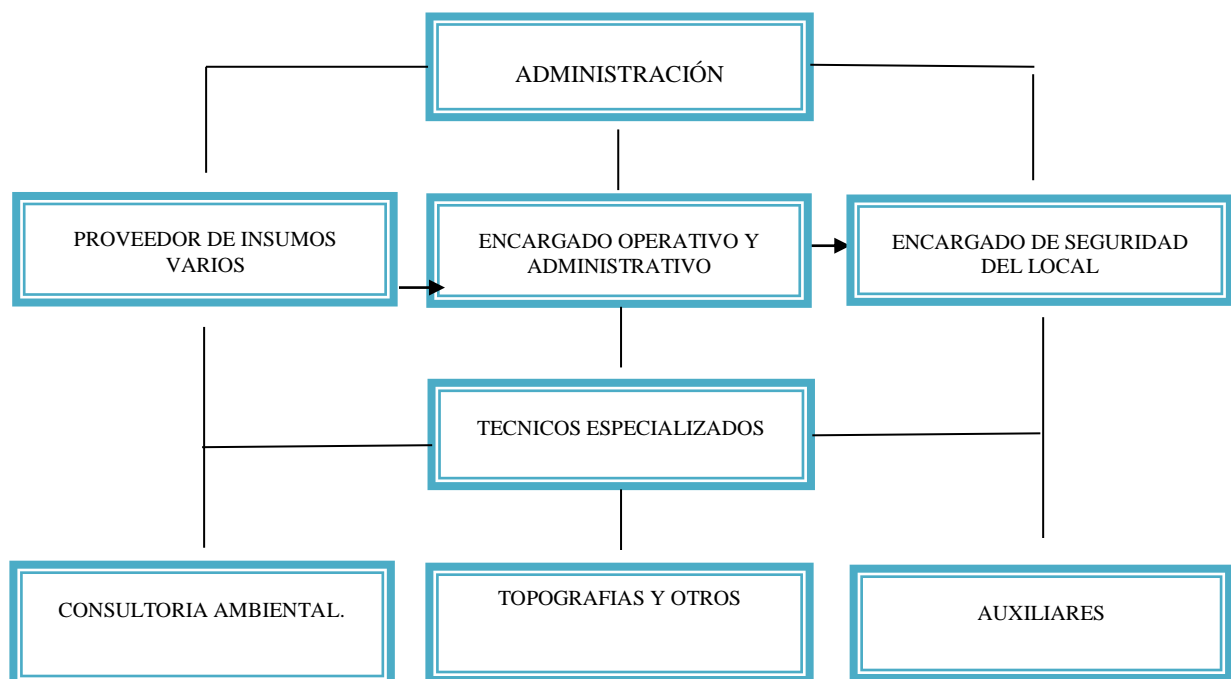 ADMINISTRACIÓN
PROVEEDOR DE INSUMOS
VARIOS
ENCARGADO OPERATIVO Y
ADMINISTRATIVO
ENCARGADO DE SEGURIDAD
DEL LOCAL
TECNICOS ESPECIALIZADOS
CONSULTORIA AMBIENTAL.
TOPOGRAFIAS Y OTROS
AUXILIARES